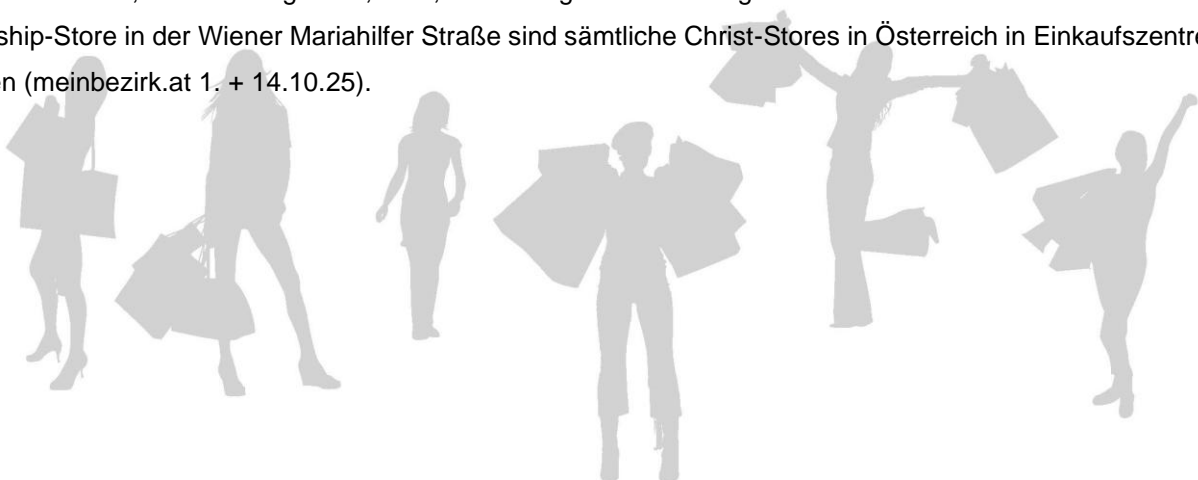 ship-Store in der Wiener Mariahilfer Straße sind sämtliche Christ-Stores in Österreich in Einkaufszentre
en (meinbezirk.at 1. + 14.10.25).